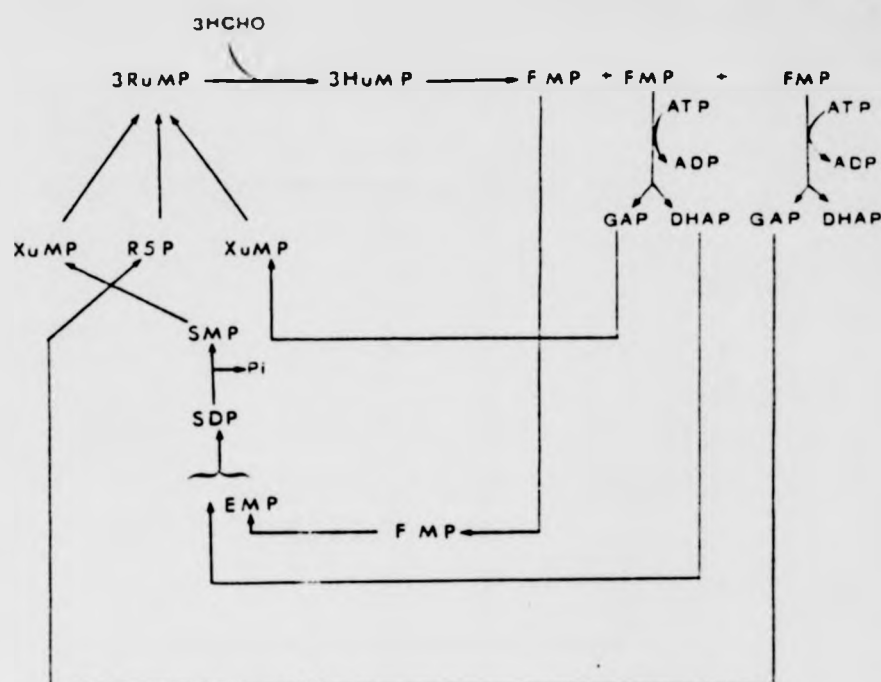 3HCHO
3RuMP 3HuMP FMP + FMP + FMP
ATP ATP
ADP ADP
GAP DHAP GAP DHAP
XuMP R5P XuMP
SMP
Pi
SDP
EMP
FMP